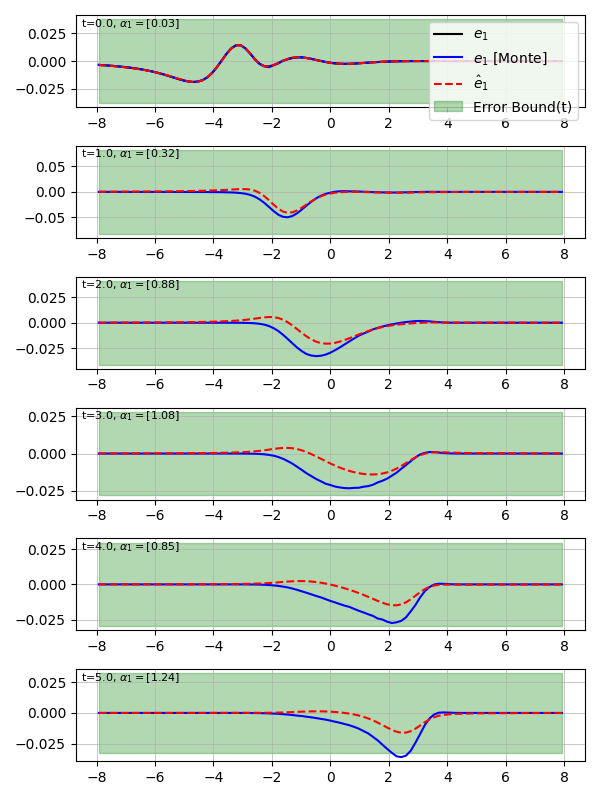 t=0.0, α₁ = [0.03]
e₁
e₁ [Monte]
ê₁
Error Bound(t)
0.025
0.000
−0.025
−8 −6 −4 −2 0 2 4 6 8
t=1.0, α₁ = [0.32]
0.05
0.00
−0.05
−8 −6 −4 −2 0 2 4 6 8
t=2.0, α₁ = [0.88]
0.025
0.000
−0.025
−8 −6 −4 −2 0 2 4 6 8
t=3.0, α₁ = [1.08]
0.025
0.000
−0.025
−8 −6 −4 −2 0 2 4 6 8
t=4.0, α₁ = [0.85]
0.025
0.000
−0.025
−8 −6 −4 −2 0 2 4 6 8
t=5.0, α₁ = [1.24]
0.025
0.000
−0.025
−8 −6 −4 −2 0 2 4 6 8